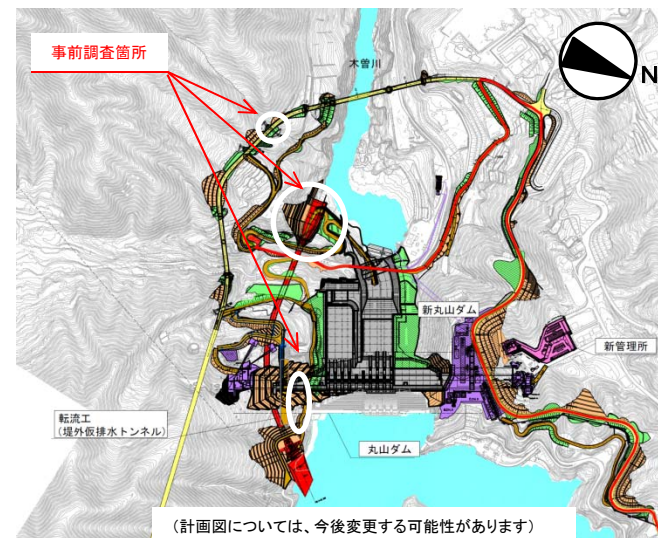 事前調査箇所
木曽川
N
新丸山ダム
新管理所
転流工
(堤外仮排水トンネル)
丸山ダム
(計画図については、今後変更する可能性があります)